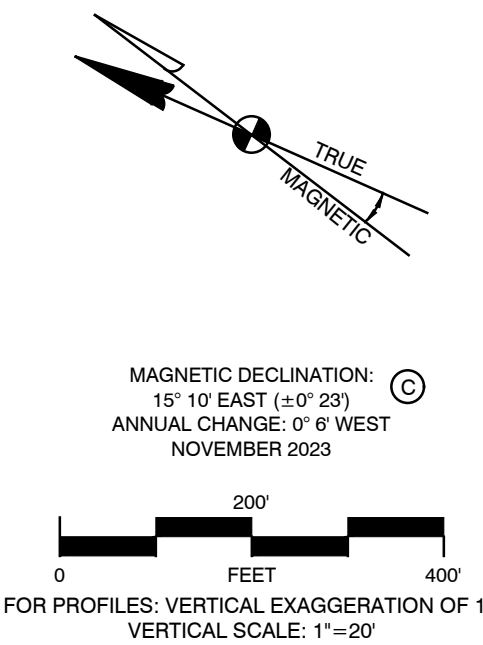 TRUE
MAGNETIC
MAGNETIC DECLINATION:
15° 10' EAST (±0° 23')
C
ANNUAL CHANGE: 0° 6' WEST
NOVEMBER 2023
200'
0 FEET 400'
FOR PROFILES: VERTICAL EXAGGERATION OF 1
VERTICAL SCALE: 1"=20'